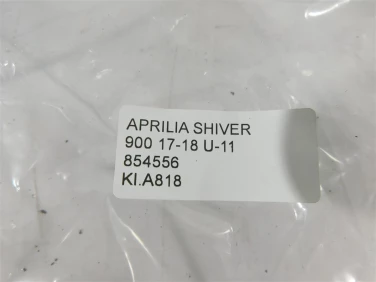 APRILIA SHIVER
900 17-18 U-11
854556
KI.A818